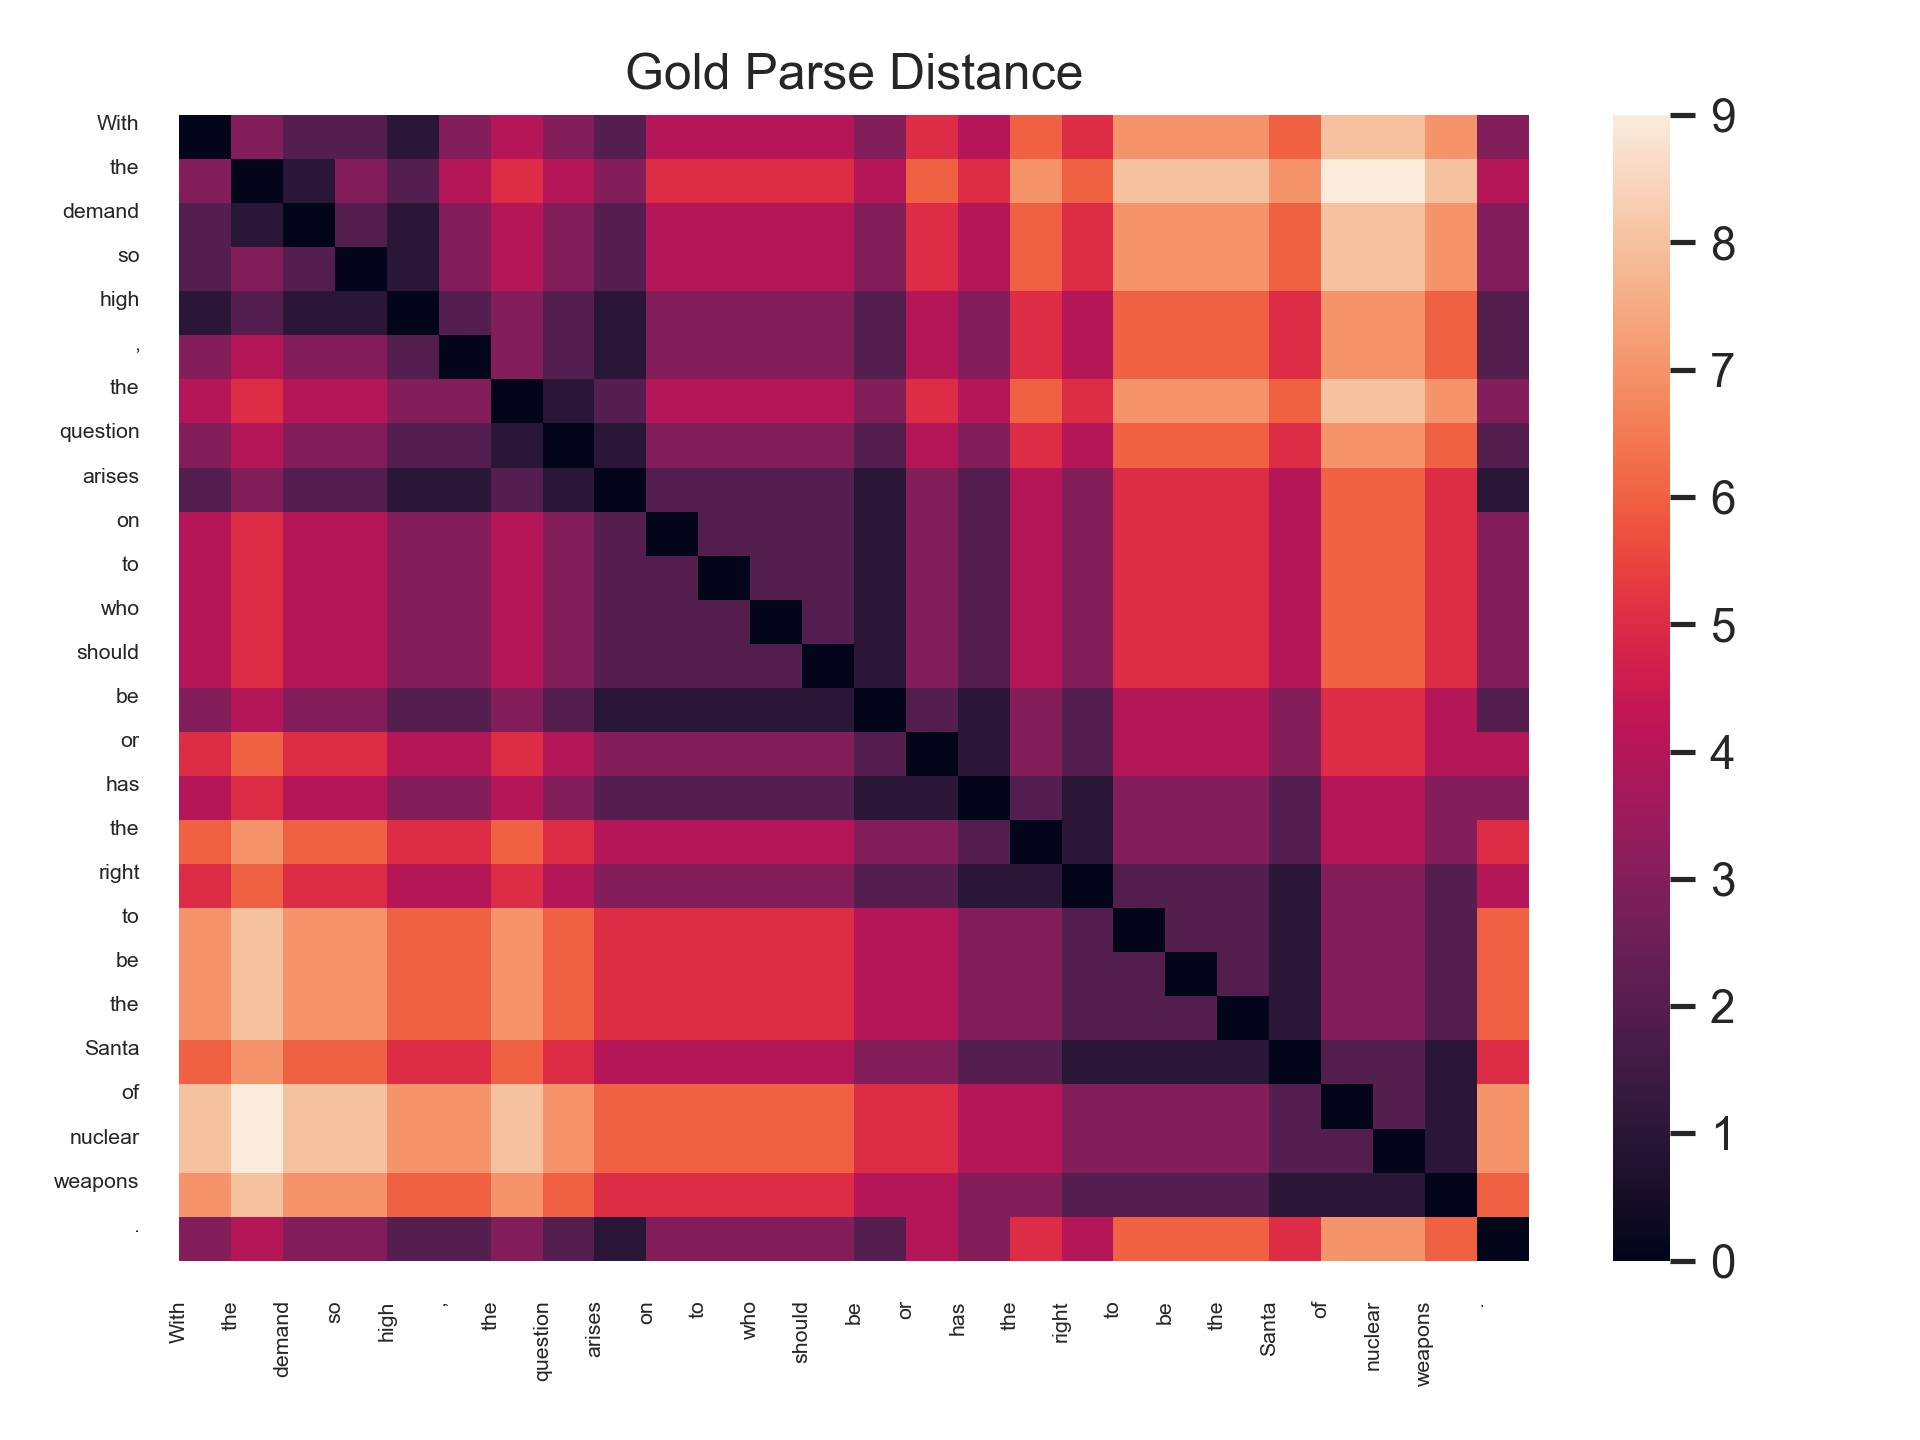 Gold Parse Distance
With
the
demand
so
high
,
the
question
arises
on
to
who
should
be
or
has
the
right
to
be
the
Santa
of
nuclear
weapons
.
9
8
7
6
5
4
3
2
1
0
With the demand so high , the question arises on to who should be or has the right to be the Santa of nuclear weapons .